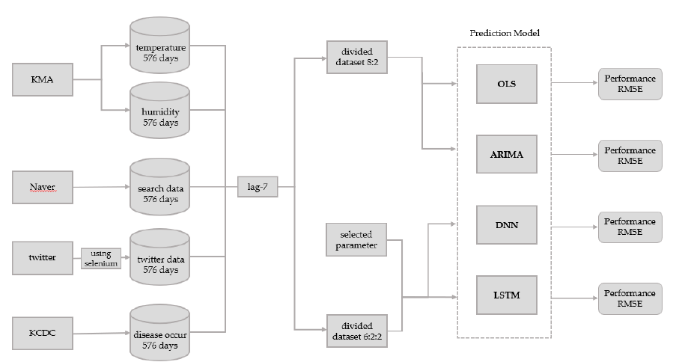 Prediction Model
KMA
temperature
576 days
humidity
576 days
Naver
search data
576 days
twitter
using
selenium
twitter data
576 days
KCDC
disease occur
576 days
lag-7
divided
dataset 8:2
selected
parameter
divided
dataset 6:2:2
OLS
ARIMA
DNN
LSTM
Performance
RMSE
Performance
RMSE
Performance
RMSE
Performance
RMSE